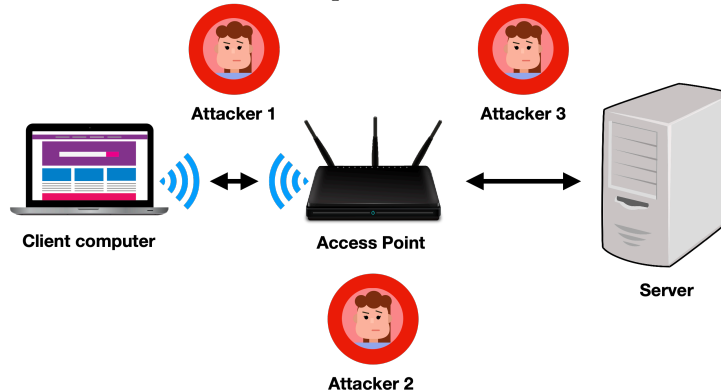 Attacker 1
Attacker 3
Client computer
Access Point
Server
Attacker 2